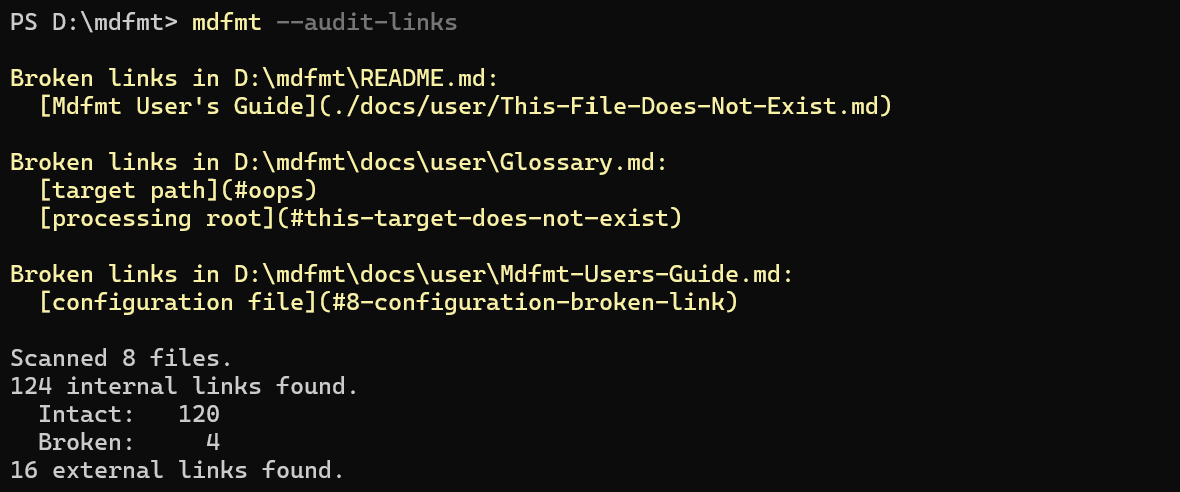 PS D:\mdfmt> mdfmt --audit-links
Broken links in D:\mdfmt\README.md:
  [Mdfmt User's Guide](./docs/user/This-File-Does-Not-Exist.md)
Broken links in D:\mdfmt\docs\user\Glossary.md:
  [target path](#oops)
  [processing root](#this-target-does-not-exist)
Broken links in D:\mdfmt\docs\user\Mdfmt-Users-Guide.md:
  [configuration file](#8-configuration-broken-link)
Scanned 8 files.
124 internal links found.
  Intact:   120
  Broken:     4
16 external links found.